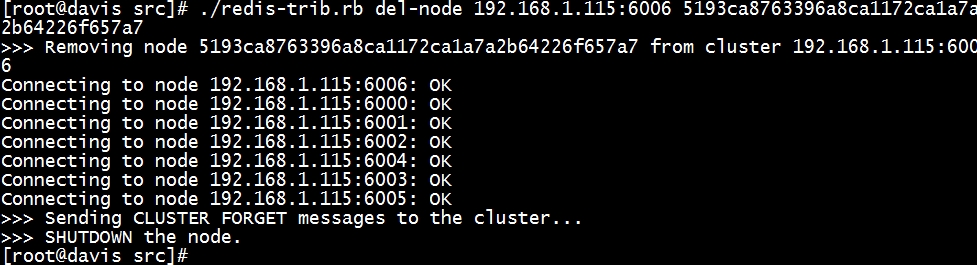 [root@davis src]# ./redis-trib.rb del-node 192.168.1.115:6006 5193ca8763396a8ca1172ca1a7a
2b64226f657a7
>>> Removing node 5193ca8763396a8ca1172ca1a7a2b64226f657a7 from cluster 192.168.1.115:600
6
Connecting to node 192.168.1.115:6006: OK
Connecting to node 192.168.1.115:6000: OK
Connecting to node 192.168.1.115:6001: OK
Connecting to node 192.168.1.115:6002: OK
Connecting to node 192.168.1.115:6004: OK
Connecting to node 192.168.1.115:6003: OK
Connecting to node 192.168.1.115:6005: OK
>>> Sending CLUSTER FORGET messages to the cluster...
>>> SHUTDOWN the node.
[root@davis src]#